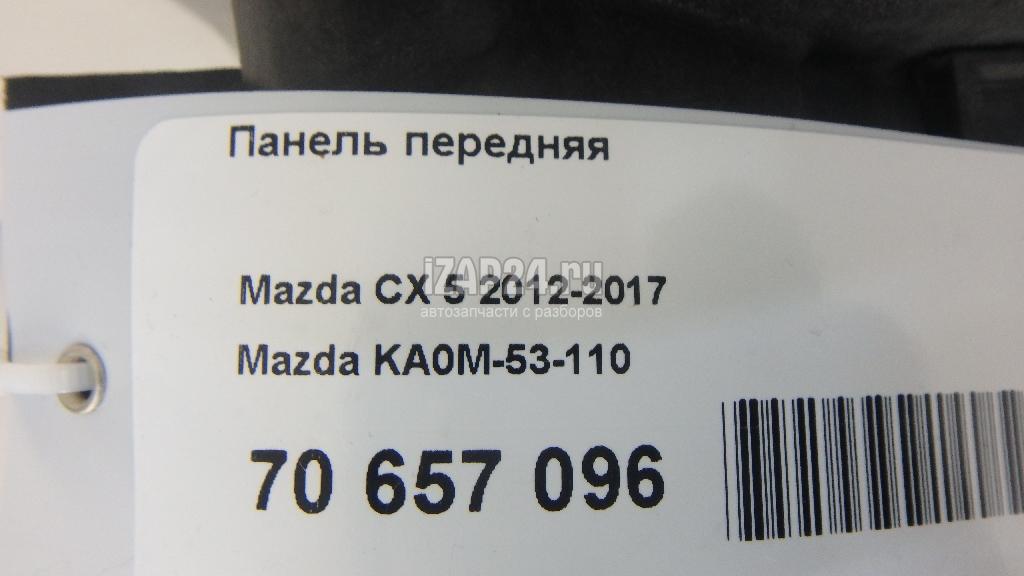 Панель передняя
iZAP24.ru
Mazda CX 5 2012-2017
автозапчасти с разборов
Mazda KA0M-53-110
70 657 096